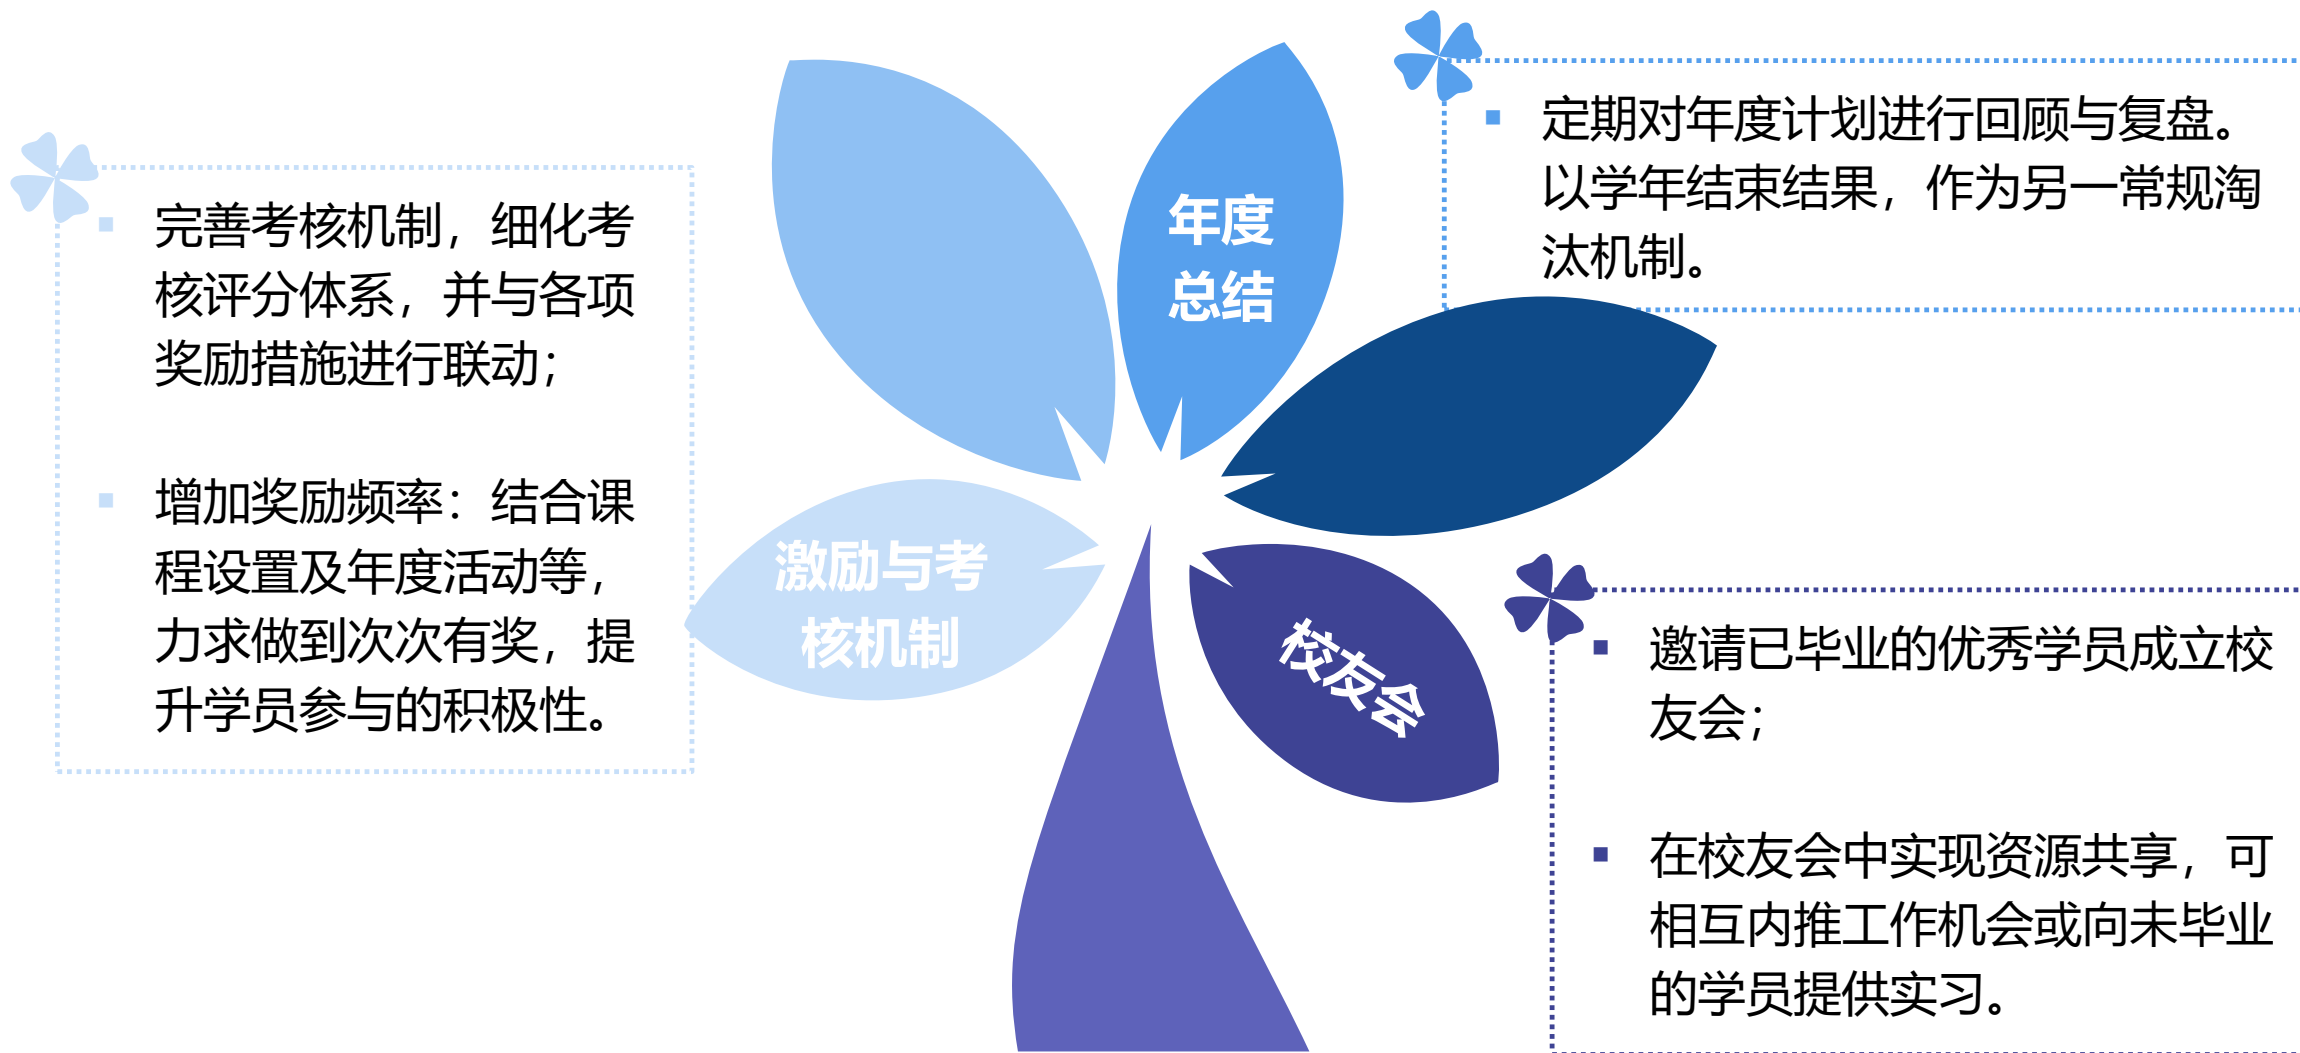 完善考核机制，细化考
核评分体系，并与各项
奖励措施进行联动；
增加奖励频率：结合课
程设置及年度活动等，
力求做到次次有奖，提
升学员参与的积极性。
激励与考
核机制
年度
总结
定期对年度计划进行回顾与复盘。
以学年结束结果，作为另一常规淘
汰机制。
校友会
邀请已毕业的优秀学员成立校
友会；
在校友会中实现资源共享，可
相互内推工作机会或向未毕业
的学员提供实习。